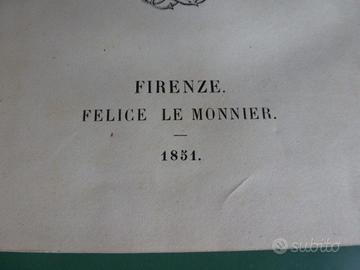 FIRENZE.
FELICE LE MONNIER.
1851.
subito